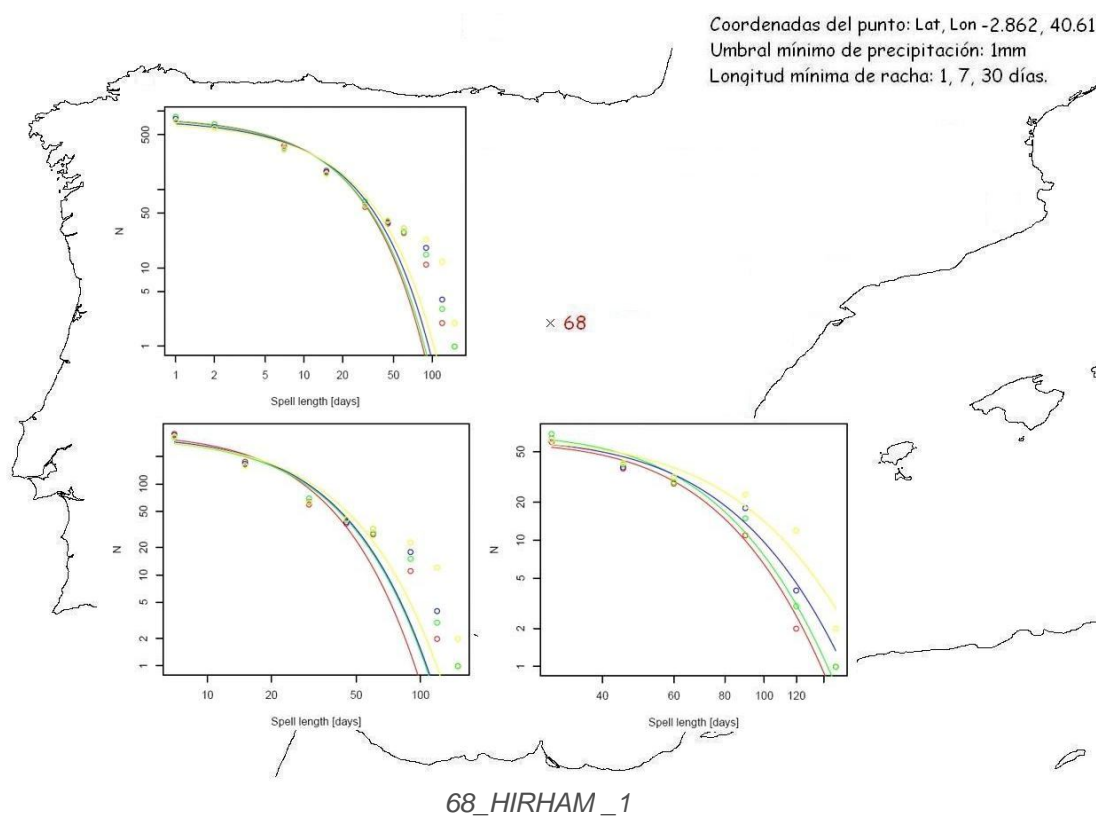 Coordenadas del punto: Lat, Lon -2.862, 40.61
Umbral mínimo de precipitación: 1mm
Longitud mínima de racha: 1, 7, 30 días.
500
50
10
5
1
N
1 2 5 10 20 50 100
Spell length [days]
68
100
50
20
10
5
2
1
N
10 20 50 100
Spell length [days]
50
20
10
5
2
1
N
40 60 80 100 120
Spell length [days]
68_HIRHAM _1